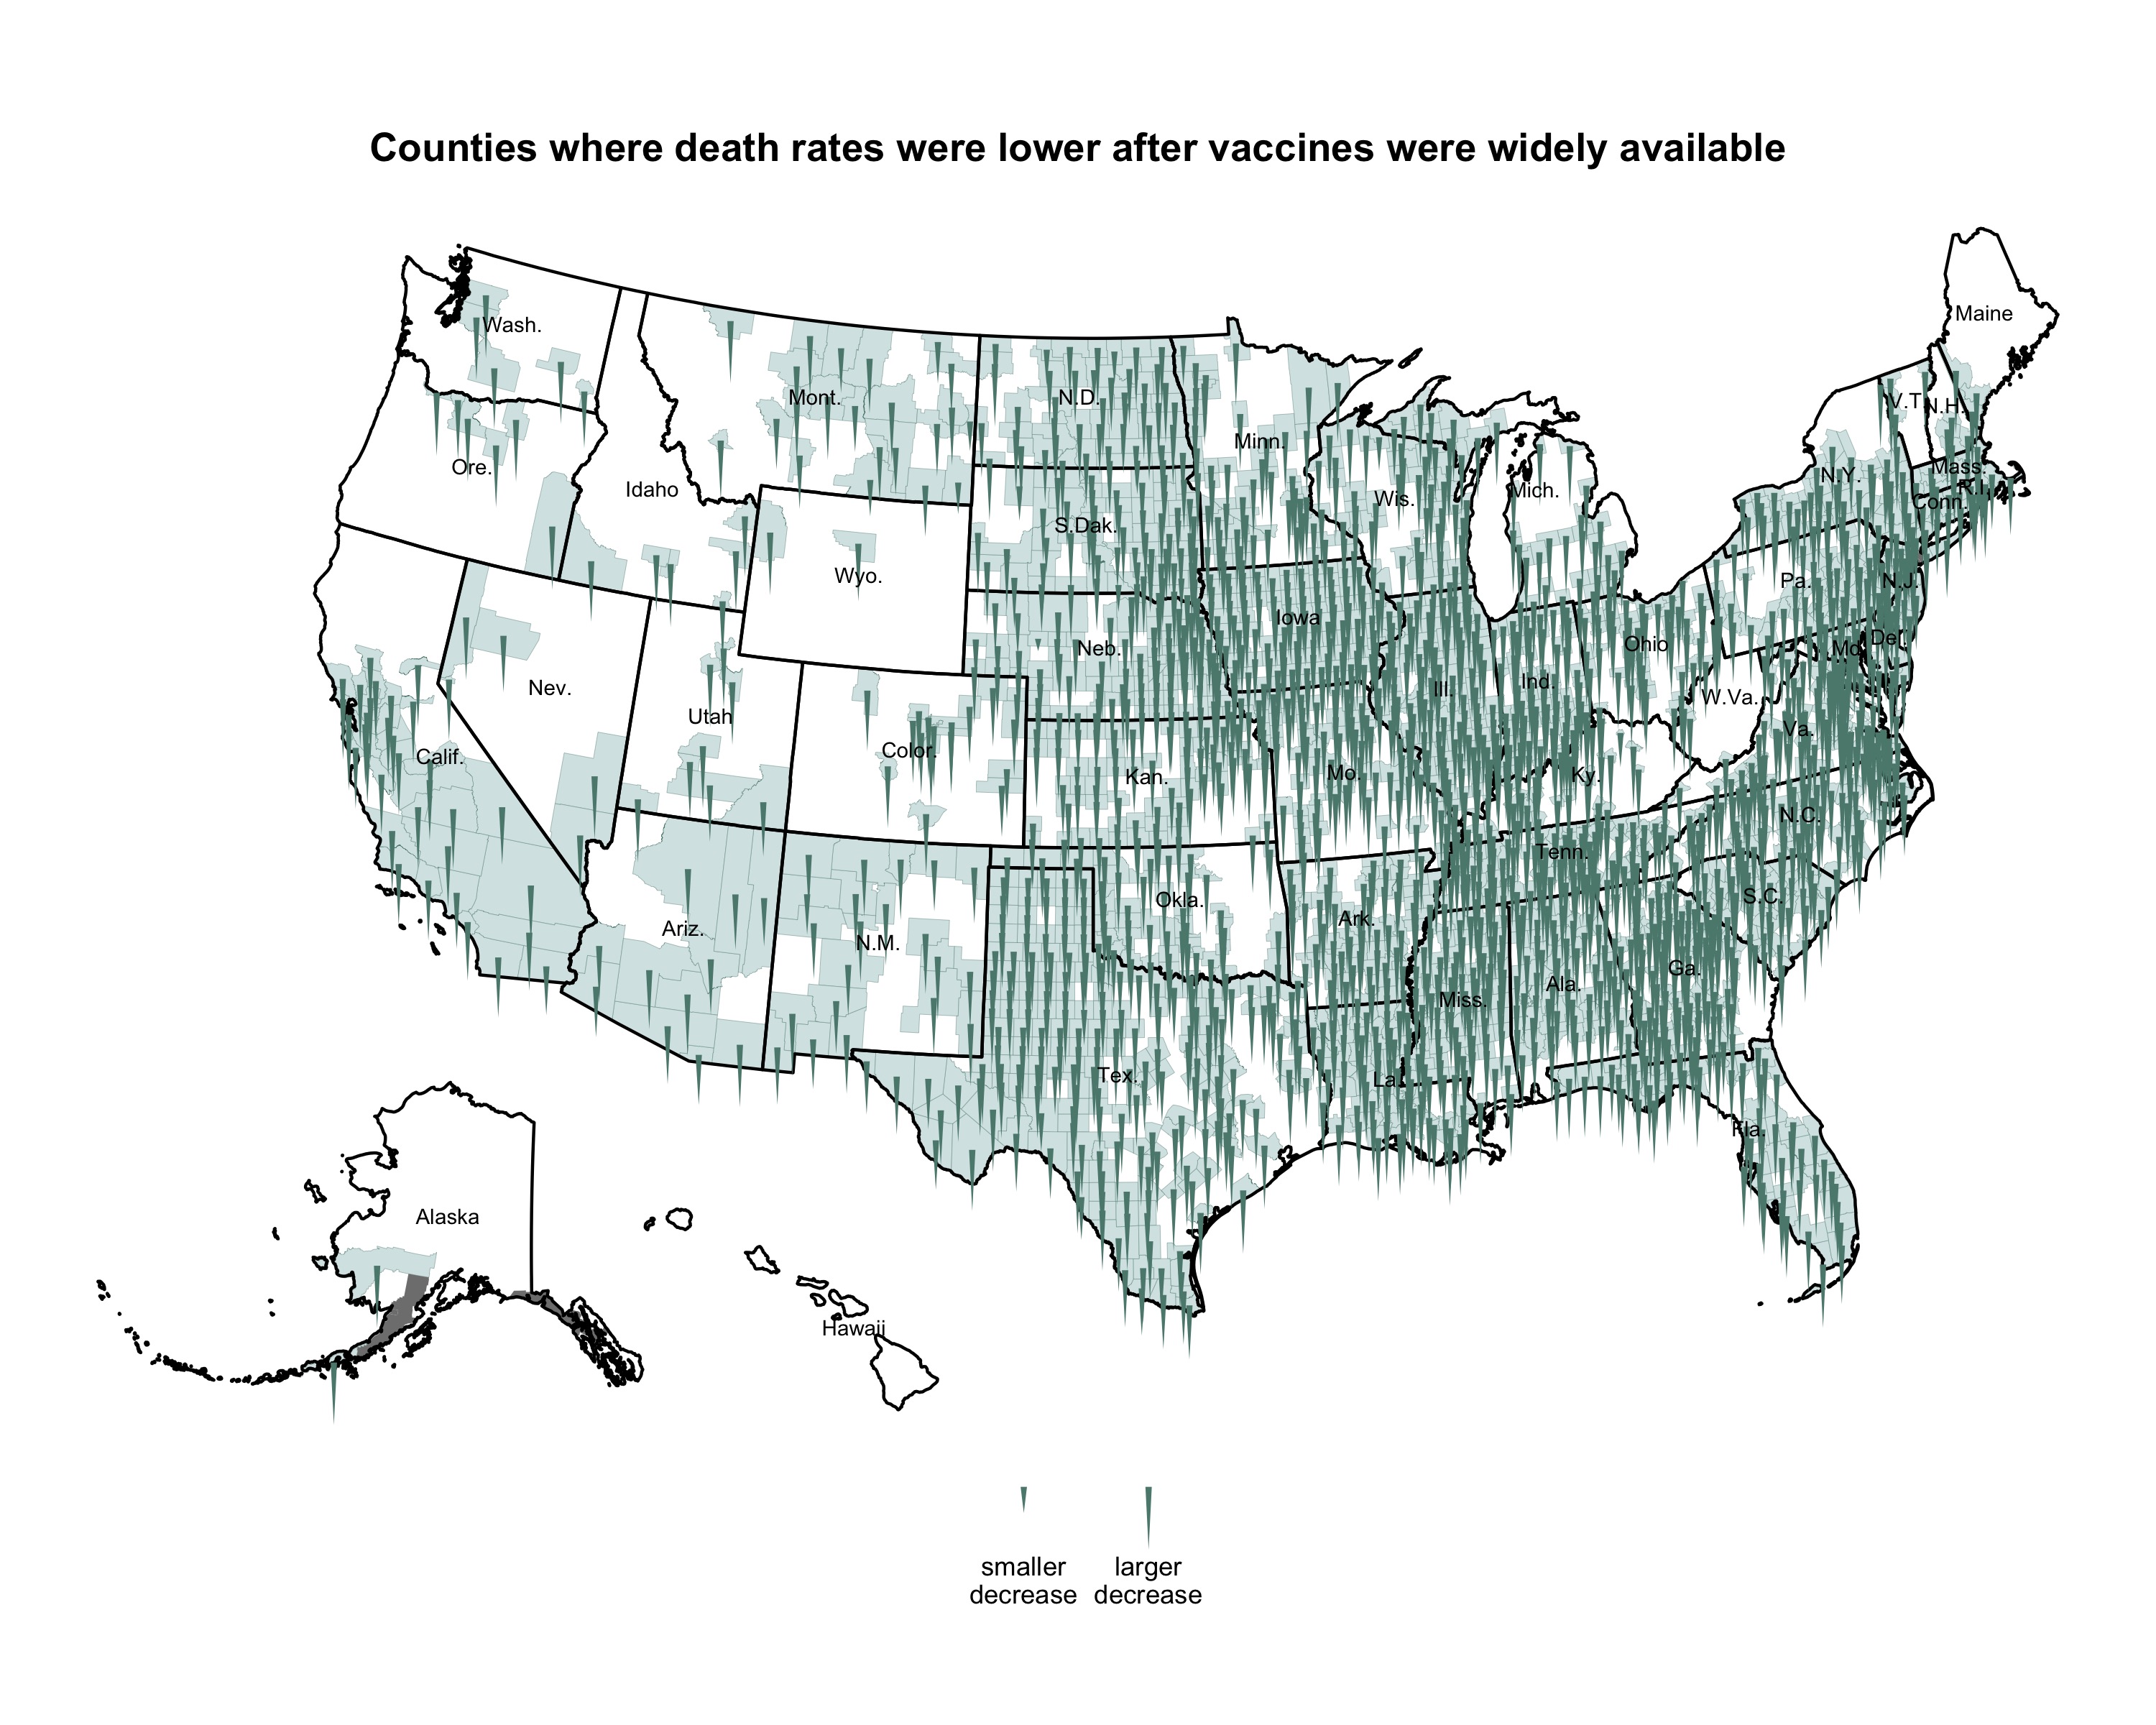 Counties where death rates were lower after vaccines were widely available
Maine
Wash.
Mont.
N.D.
V.T
N.H.
Minn.
Ore.
Idaho
Wis.
Mich.
N.Y.
Mass.
R.I.
Conn.
S.Dak.
Wyo.
Pa.
N.J.
Iowa
Neb.
Ohio
Del.
Md.
Nev.
Utah
Ill.
Ind.
W.Va.
Calif.
Color.
Kan.
Mo.
Ky.
Va.
N.C.
Tenn.
Okla.
Ark.
S.C.
Ariz.
N.M.
Miss.
Ala.
Ga.
Tex.
La.
Fla.
Alaska
Hawaii
smaller
decrease
larger
decrease